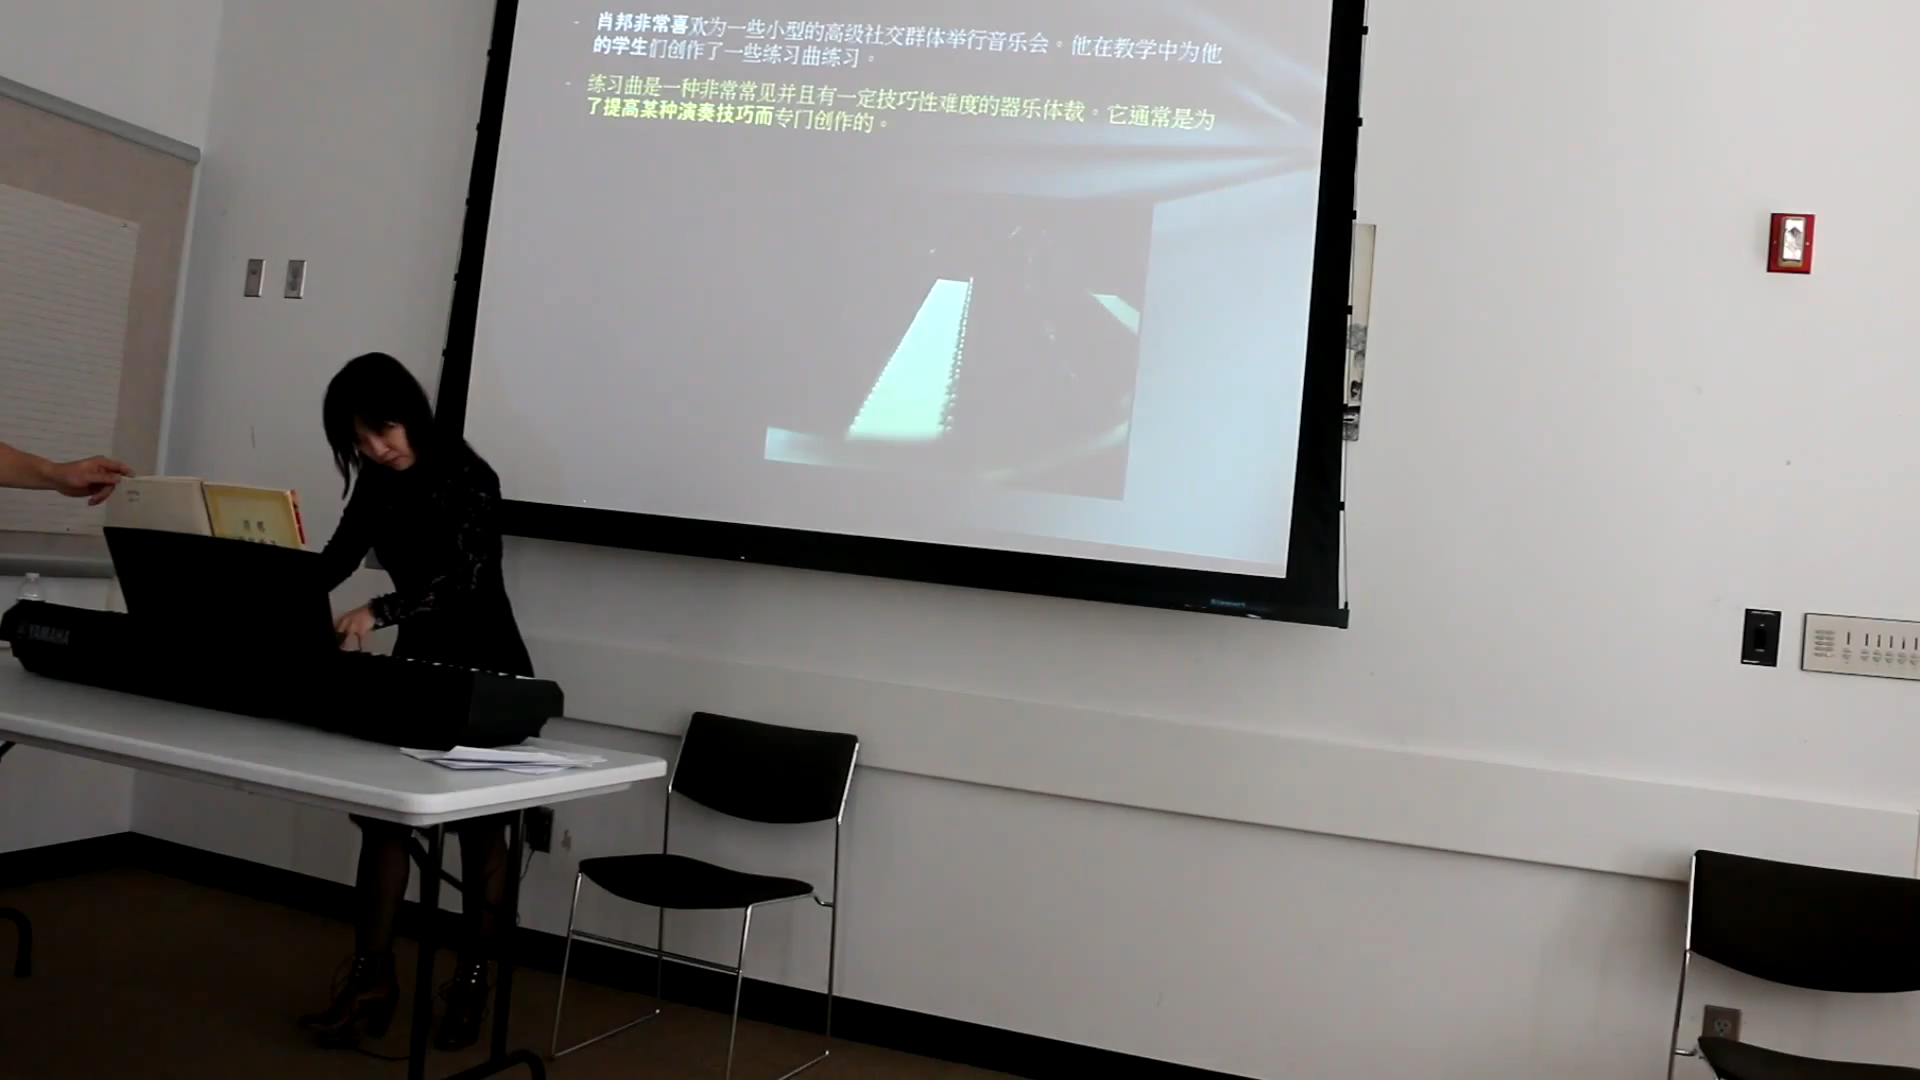 肖邦非常喜欢为一些小型的高级社交群体举行音乐会。他在教学中为他
的学生们创作了一些练习曲练习。
练习曲是一种非常常见并且有一定技巧性难度的器乐体裁。它通常是为
了提高某种演奏技巧而专门创作的。
YAMAHA